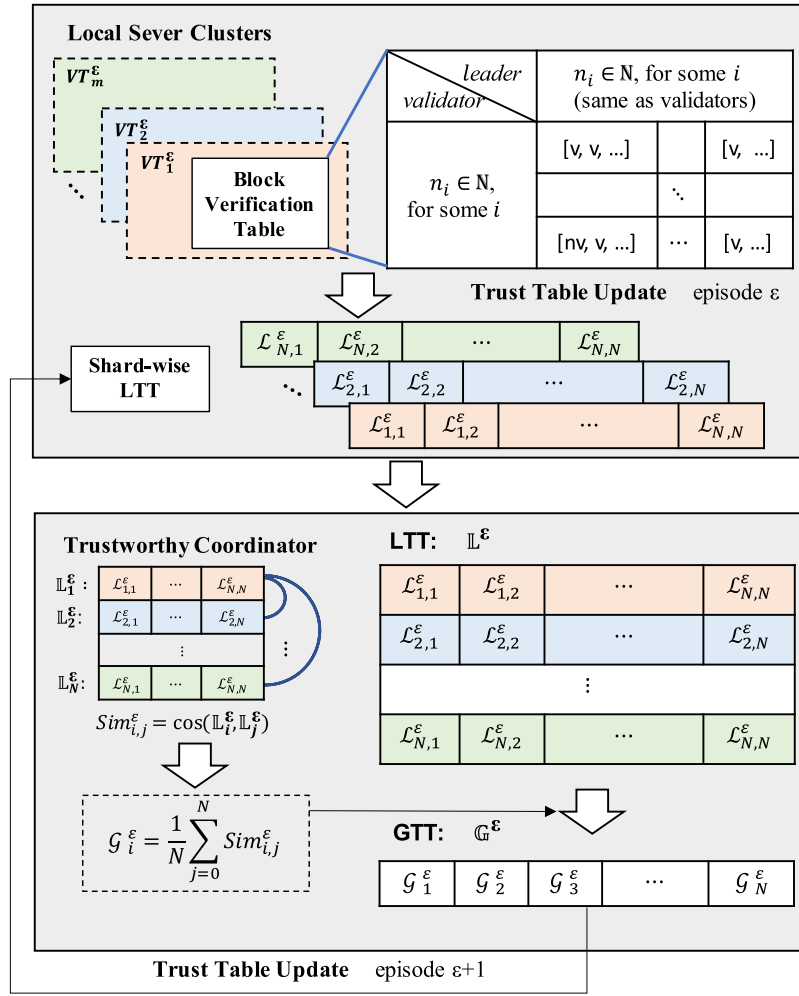 Local Sever Clusters
VT_m^ε
VT_2^ε
VT_1^ε
⋱
Block
Verification
Table
leader
validator
n_i ∈ ℕ, for some i
(same as validators)
n_i ∈ ℕ,
for some i
[v, v, ...] [v, ...]
⋱
[nv, v, ...] ⋯ [v, ...]
Trust Table Update episode ε
Shard-wise
LTT
ℒ_{N,1}^ε ℒ_{N,2}^ε ⋯ ℒ_{N,N}^ε
⋱ ℒ_{2,1}^ε ℒ_{2,2}^ε ⋯ ℒ_{2,N}^ε
ℒ_{1,1}^ε ℒ_{1,2}^ε ⋯ ℒ_{N,N}^ε
Trustworthy Coordinator
𝕃_1^ε : ℒ_{1,1}^ε ⋯ ℒ_{N,N}^ε
𝕃_2^ε: ℒ_{2,1}^ε ⋯ ℒ_{2,N}^ε
⋮ ⋮
𝕃_N^ε: ℒ_{N,1}^ε ⋯ ℒ_{N,N}^ε
Sim_{i,j}^ε = cos(𝕃_i^ε,𝕃_j^ε)
𝒢_i^ε = 1/N ∑_{j=0}^N Sim_{i,j}^ε
LTT: 𝕃^ε
ℒ_{1,1}^ε ℒ_{1,2}^ε ⋯ ℒ_{N,N}^ε
ℒ_{2,1}^ε ℒ_{2,2}^ε ⋯ ℒ_{2,N}^ε
⋮
ℒ_{N,1}^ε ℒ_{N,2}^ε ⋯ ℒ_{N,N}^ε
GTT: 𝔾^ε
𝒢_1^ε 𝒢_2^ε 𝒢_3^ε ⋯ 𝒢_N^ε
Trust Table Update episode ε+1